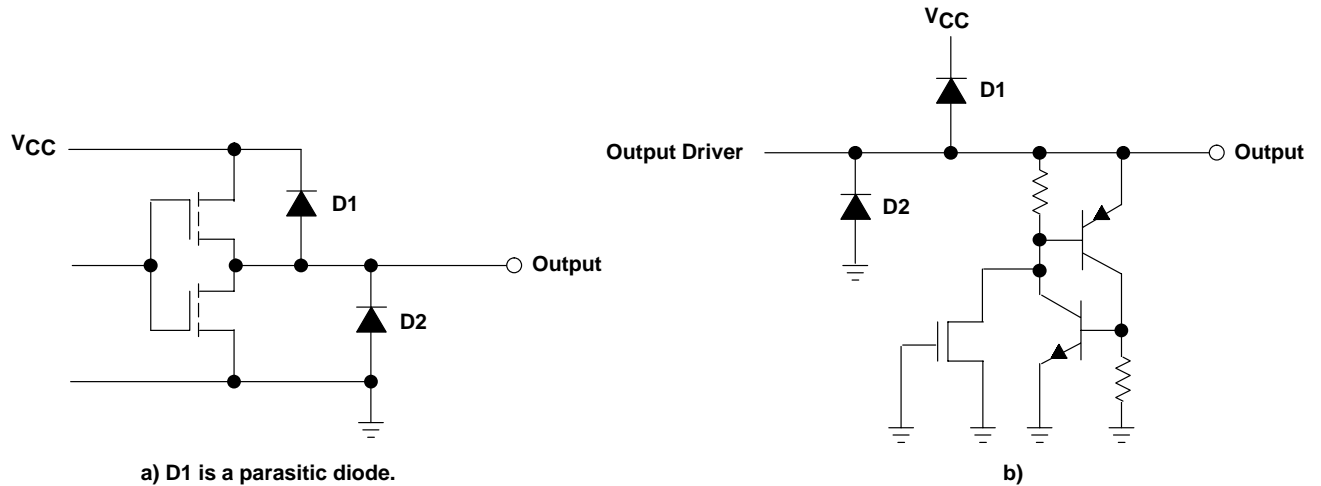 VCC
D1
Output
D2
a) D1 is a parasitic diode.
VCC
D1
Output Driver
Output
D2
b)